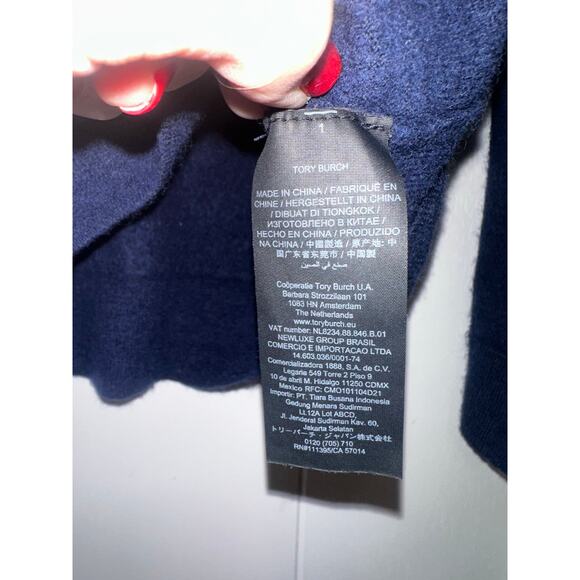 1
TORY BURCH
MADE IN CHINA / FABRIQUÉ EN
CHINE / HERGESTELLT IN CHINA
/ DIBUAT DI TIONGKOK /
ИЗГОТОВЛЕНО В КИТАЕ /
HECHO EN CHINA / PRODUZIDO
NA CHINA / 中國製造 / 原产地: 中
国广东省东莞市 / 中國製
صنع في الصين
Coöperatie Tory Burch U.A.
Barbara Strozzilaan 101
1083 HN Amsterdam
The Netherlands
www.toryburch.eu
VAT number: NL8234.88.846.B.01
NEWLUXE GROUP BRASIL
COMERCIO E IMPORTACAO LTDA
14.603.036/0001-74
Comercializadora 1888, S.A. de C.V.
Legaria 549 Torre 2 Piso 9
10 de abril M. Hidalgo 11250 CDMX
Mexico RFC: CMO101104D21
Importir: PT. Tiara Busana Indonesia
Gedung Menara Sudirman
Lt.12A Lot ABCD,
Jl. Jenderal Sudirman Kav. 60,
Jakarta Selatan
トリーバーチ・ジャパン株式会社
0120 (705) 710
RN#111395/CA 57014